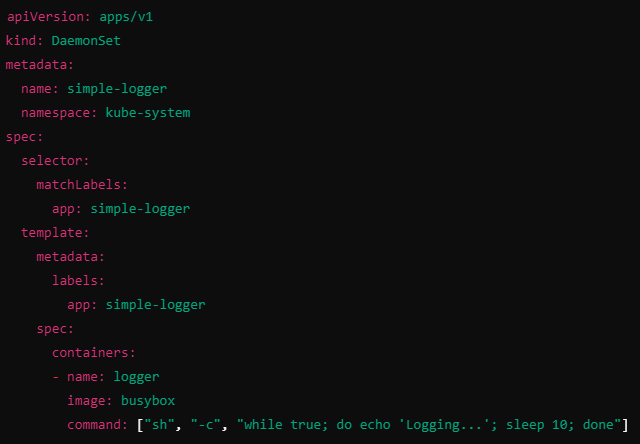 apiVersion: apps/v1
kind: DaemonSet
metadata:
  name: simple-logger
  namespace: kube-system
spec:
  selector:
    matchLabels:
      app: simple-logger
  template:
    metadata:
      labels:
        app: simple-logger
    spec:
      containers:
      - name: logger
        image: busybox
        command: ["sh", "-c", "while true; do echo 'Logging...'; sleep 10; done"]